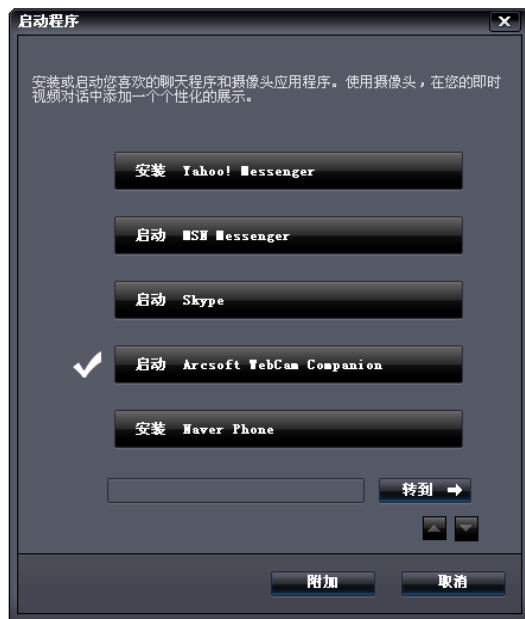 启动程序
安装或启动您喜欢的聊天程序和摄像头应用程序。使用摄像头，在您的即时
视频对话中添加一个个性化的展示。
安装 Yahoo! Messenger
启动 MSN Messenger
启动 Skype
启动 Arcsoft WebCam Companion
安装 Naver Phone
转到
附加 取消